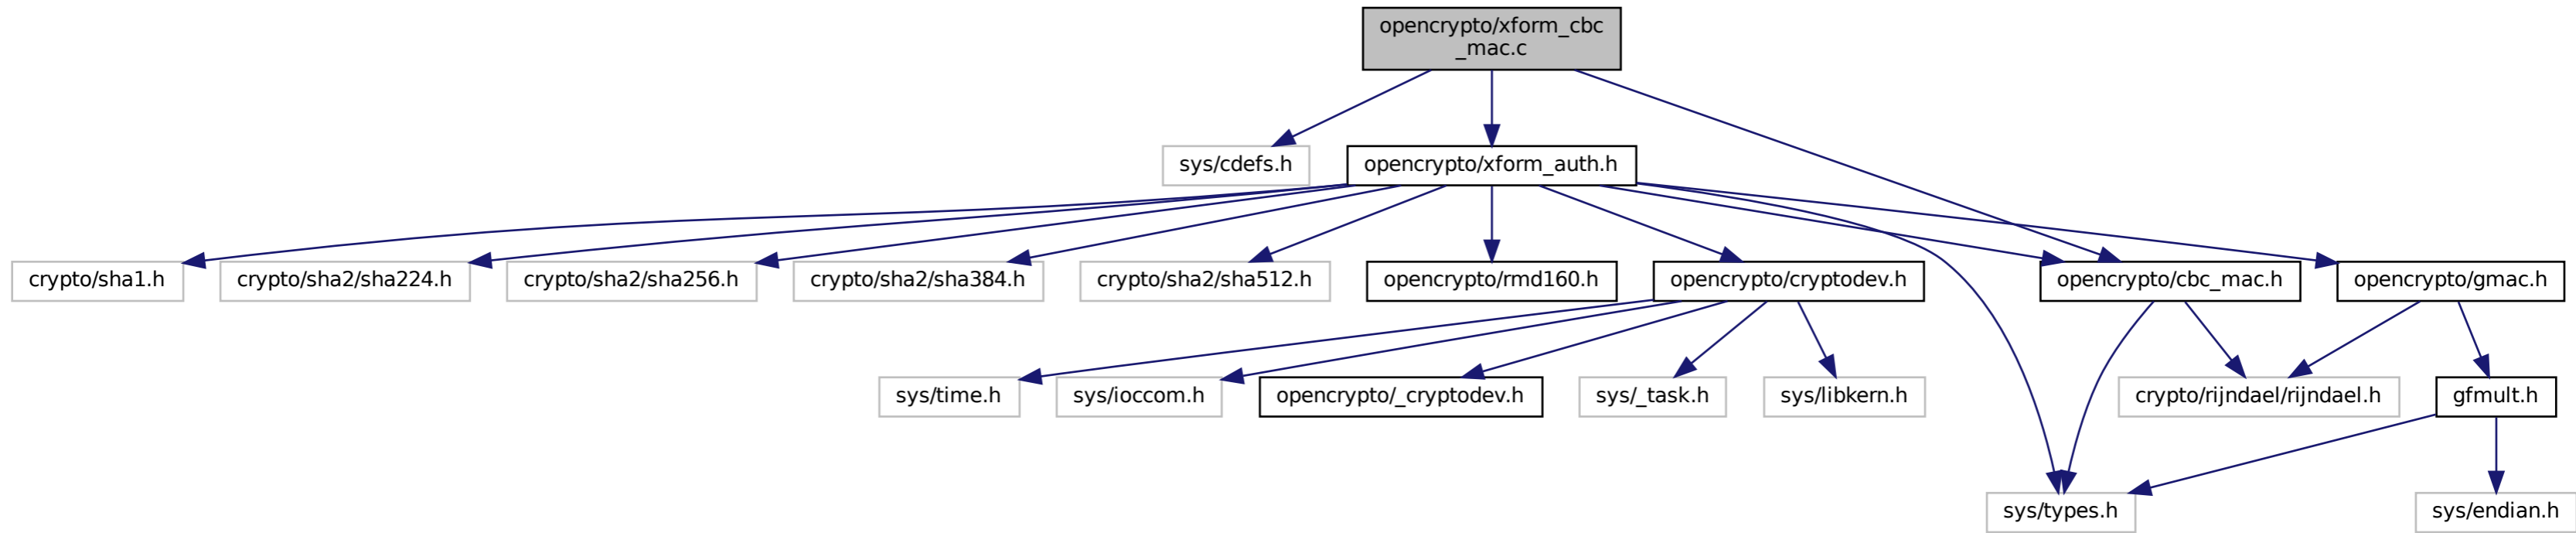 opencrypto/xform_cbc
_mac.c
sys/cdefs.h
opencrypto/xform_auth.h
crypto/sha1.h
crypto/sha2/sha224.h
crypto/sha2/sha256.h
crypto/sha2/sha384.h
crypto/sha2/sha512.h
opencrypto/rmd160.h
opencrypto/cryptodev.h
opencrypto/cbc_mac.h
opencrypto/gmac.h
sys/time.h
sys/ioccom.h
opencrypto/_cryptodev.h
sys/_task.h
sys/libkern.h
crypto/rijndael/rijndael.h
gfmult.h
sys/types.h
sys/endian.h